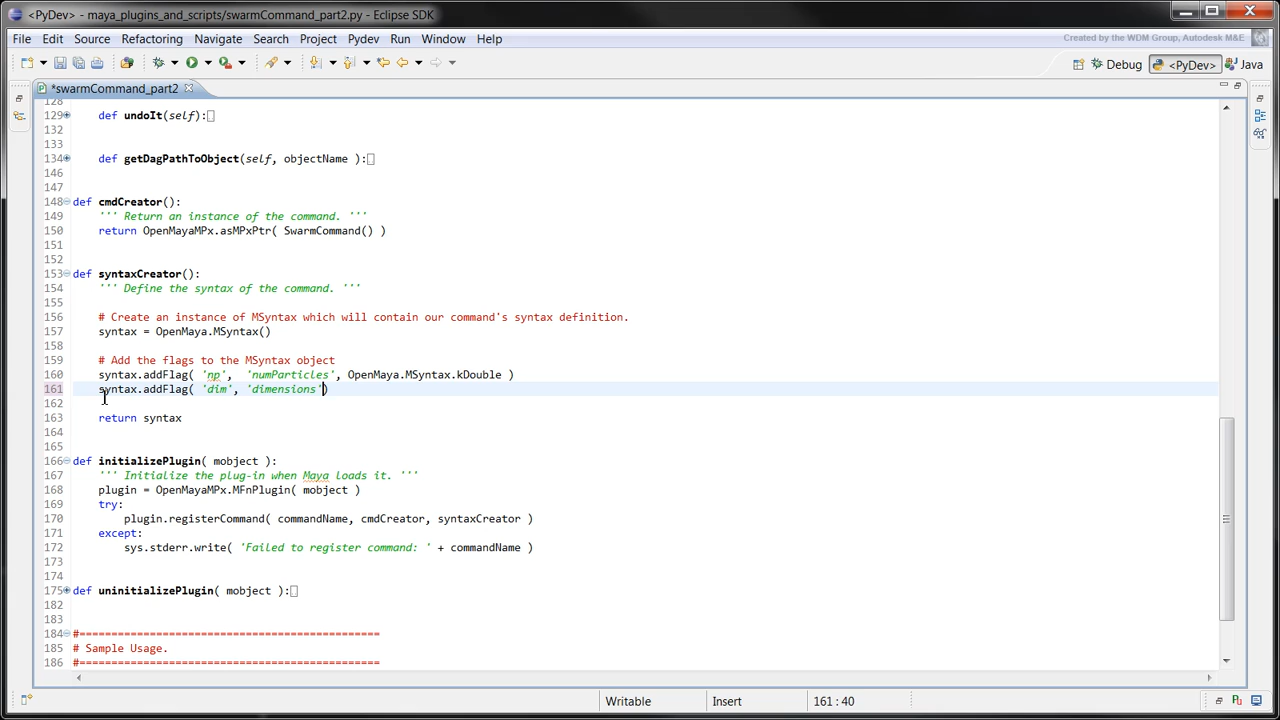 <PyDev> - maya_plugins_and_scripts/swarmCommand_part2.py - Eclipse SDK
File Edit Source Refactoring Navigate Search Project Pydev Run Window Help
Created by the WDM Group, Autodesk M&E
Debug <PyDev> Java
*swarmCommand_part2
128
129 def undoIt(self):
132
133
134 def getDagPathToObject(self, objectName ):
146
147
148 def cmdCreator():
149 ''' Return an instance of the command. '''
150 return OpenMayaMPx.asMPxPtr( SwarmCommand() )
151
152
153 def syntaxCreator():
154 ''' Define the syntax of the command. '''
155
156 # Create an instance of MSyntax which will contain our command's syntax definition.
157 syntax = OpenMaya.MSyntax()
158
159 # Add the flags to the MSyntax object
160 syntax.addFlag( 'np', 'numParticles', OpenMaya.MSyntax.kDouble )
161 syntax.addFlag( 'dim', 'dimensions')
162
163 return syntax
164
165
166 def initializePlugin( mobject ):
167 ''' Initialize the plug-in when Maya loads it. '''
168 plugin = OpenMayaMPx.MFnPlugin( mobject )
169 try:
170 plugin.registerCommand( commandName, cmdCreator, syntaxCreator )
171 except:
172 sys.stderr.write( 'Failed to register command: ' + commandName )
173
174
175 def uninitializePlugin( mobject ):
182
183
184 #===============================================
185 # Sample Usage.
186 #===============================================
Writable Insert 161 : 40